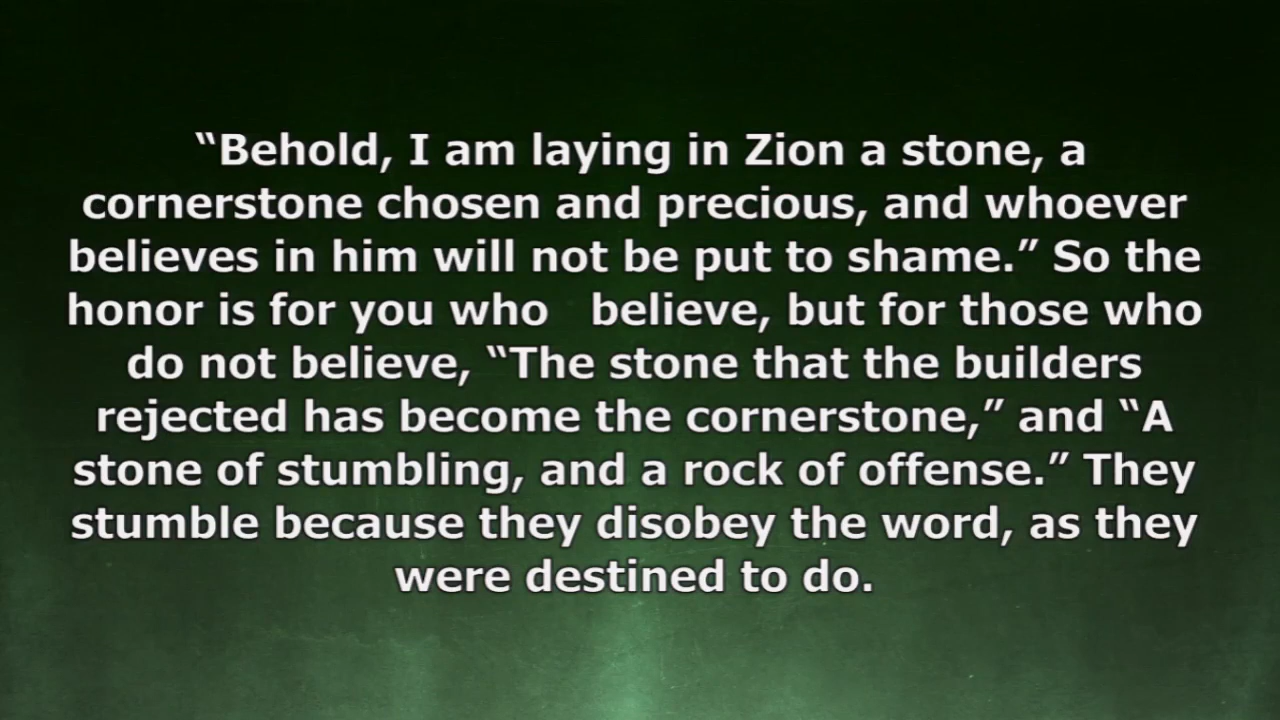 “Behold, I am laying in Zion a stone, a
cornerstone chosen and precious, and whoever
believes in him will not be put to shame.” So the
honor is for you who   believe, but for those who
do not believe, “The stone that the builders
rejected has become the cornerstone,” and “A
stone of stumbling, and a rock of offense.” They
stumble because they disobey the word, as they
were destined to do.